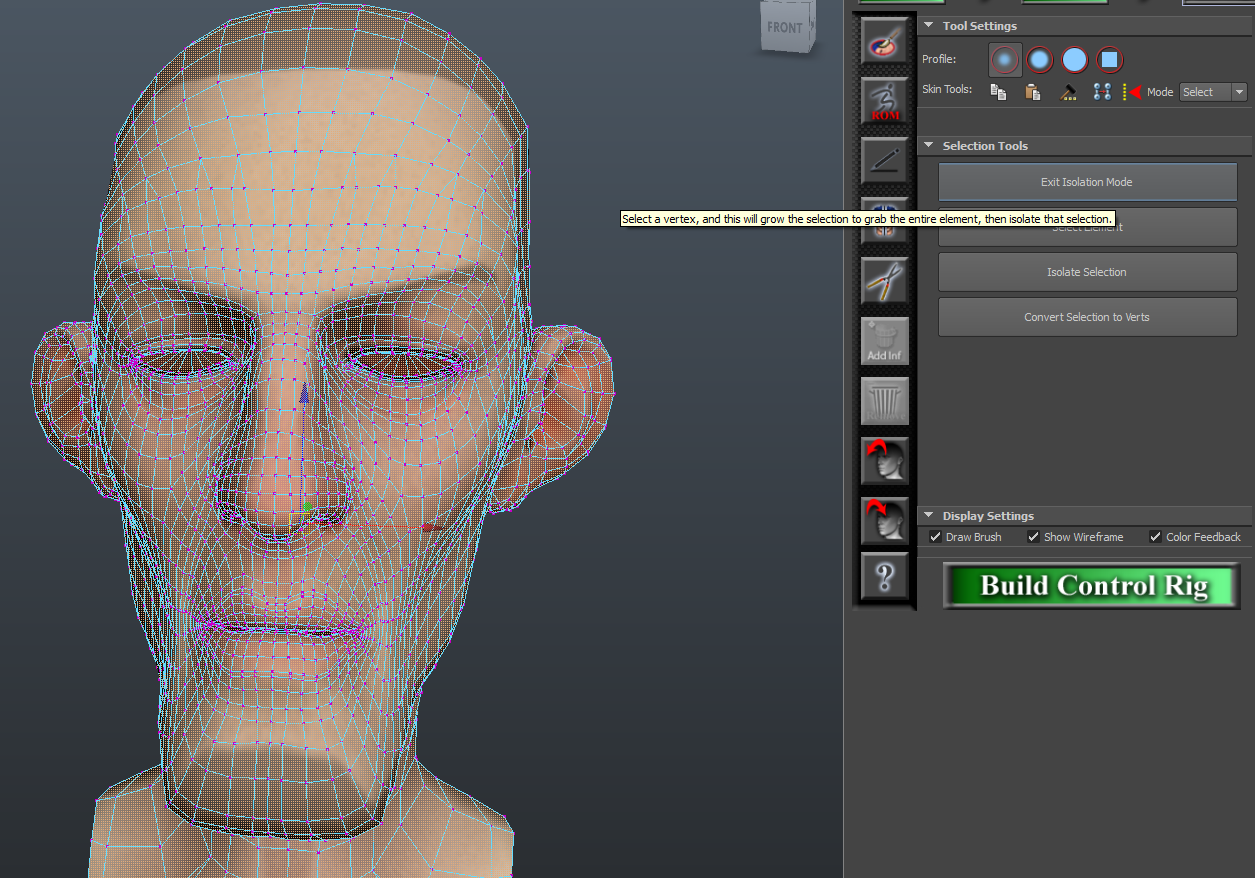 FRONT
Tool Settings
Profile:
Skin Tools:
Mode
Select
ROM
Selection Tools
Exit Isolation Mode
Select a vertex, and this will grow the selection to grab the entire element, then isolate that selection.
Select Element
Isolate Selection
Convert Selection to Verts
Add Inf
Display Settings
Draw Brush
Show Wireframe
Color Feedback
?
Build Control Rig